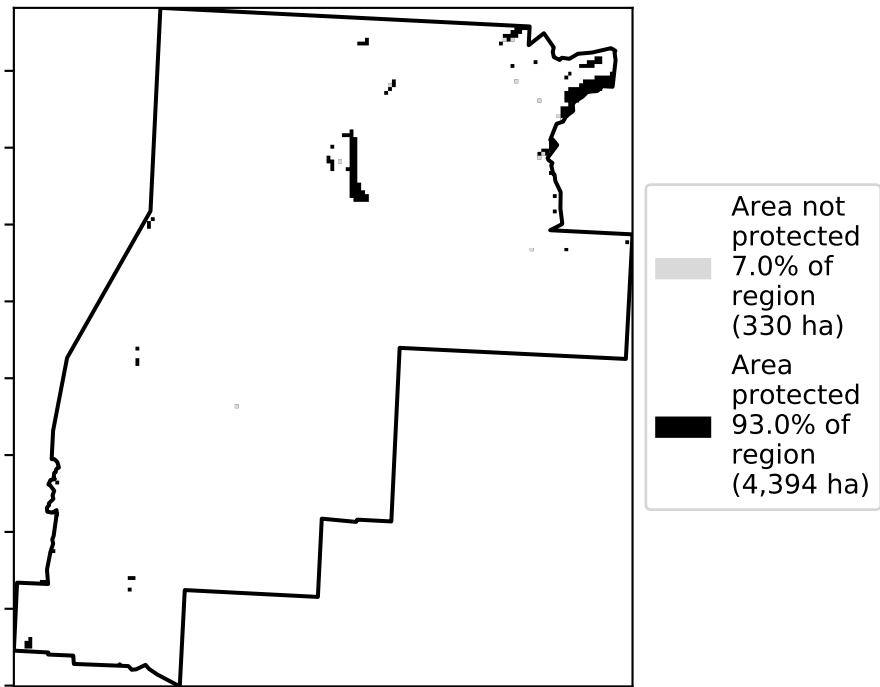 Area not
protected
7.0% of
region
(330 ha)
Area
protected
93.0% of
region
(4,394 ha)